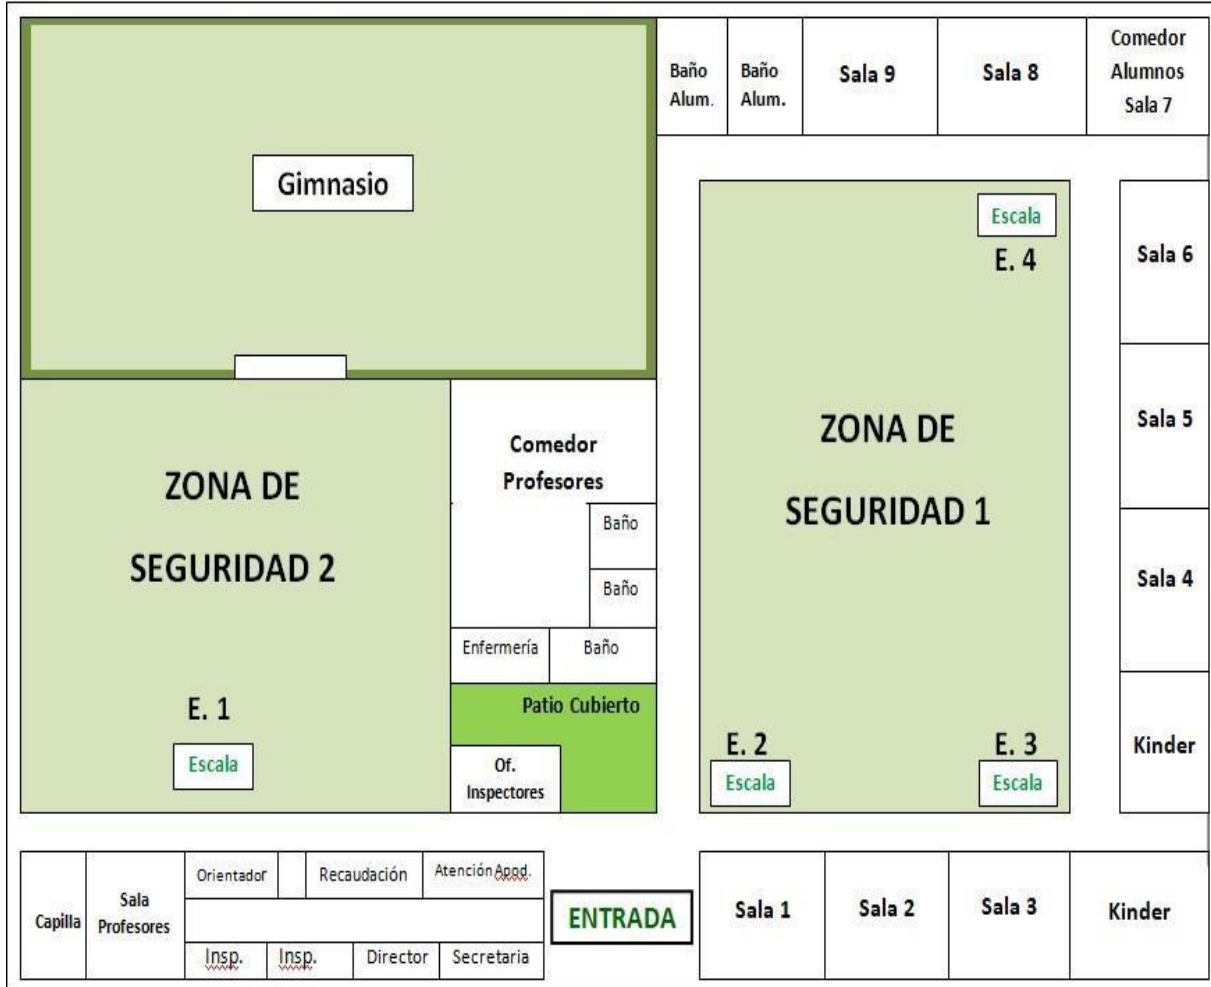 Gimnasio
Baño
Alum.
Baño
Alum.
Sala 9
Sala 8
Comedor
Alumnos
Sala 7
Escala
E. 4
Sala 6
Sala 5
Sala 4
Kinder
ZONA DE
SEGURIDAD 1
E. 2
Escala
E. 3
Escala
ZONA DE
SEGURIDAD 2
E. 1
Escala
Comedor
Profesores
Baño
Baño
Enfermería
Baño
Patio Cubierto
Of.
Inspectores
Capilla
Sala
Profesores
Orientador
Recaudación
Atención Apod.
Insp.
Insp.
Director
Secretaria
ENTRADA
Sala 1
Sala 2
Sala 3
Kinder